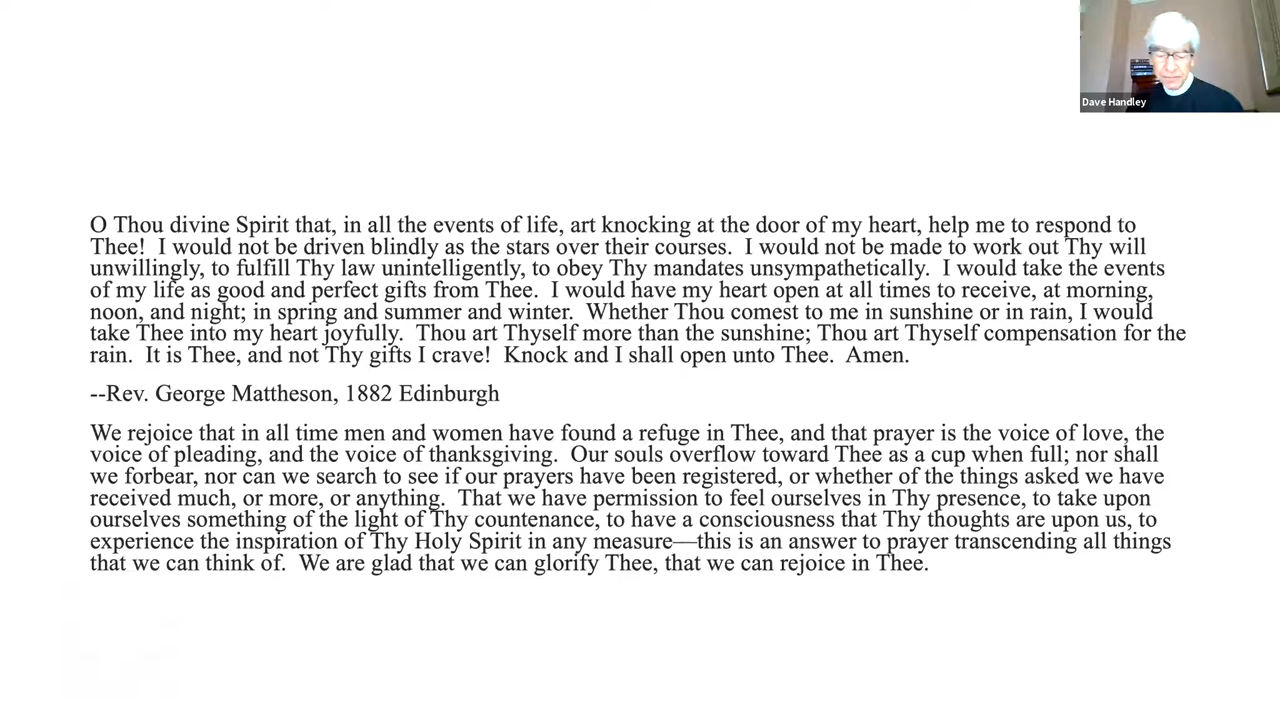 Dave Handley
O Thou divine Spirit that, in all the events of life, art knocking at the door of my heart, help me to respond to
Thee!  I would not be driven blindly as the stars over their courses.  I would not be made to work out Thy will
unwillingly, to fulfill Thy law unintelligently, to obey Thy mandates unsympathetically.  I would take the events
of my life as good and perfect gifts from Thee.  I would have my heart open at all times to receive, at morning,
noon, and night; in spring and summer and winter.  Whether Thou comest to me in sunshine or in rain, I would
take Thee into my heart joyfully.  Thou art Thyself more than the sunshine; Thou art Thyself compensation for the
rain.  It is Thee, and not Thy gifts I crave!  Knock and I shall open unto Thee.  Amen.
--Rev. George Mattheson, 1882 Edinburgh
We rejoice that in all time men and women have found a refuge in Thee, and that prayer is the voice of love, the
voice of pleading, and the voice of thanksgiving.  Our souls overflow toward Thee as a cup when full; nor shall
we forbear, nor can we search to see if our prayers have been registered, or whether of the things asked we have
received much, or more, or anything.  That we have permission to feel ourselves in Thy presence, to take upon
ourselves something of the light of Thy countenance, to have a consciousness that Thy thoughts are upon us, to
experience the inspiration of Thy Holy Spirit in any measure—this is an answer to prayer transcending all things
that we can think of.  We are glad that we can glorify Thee, that we can rejoice in Thee.